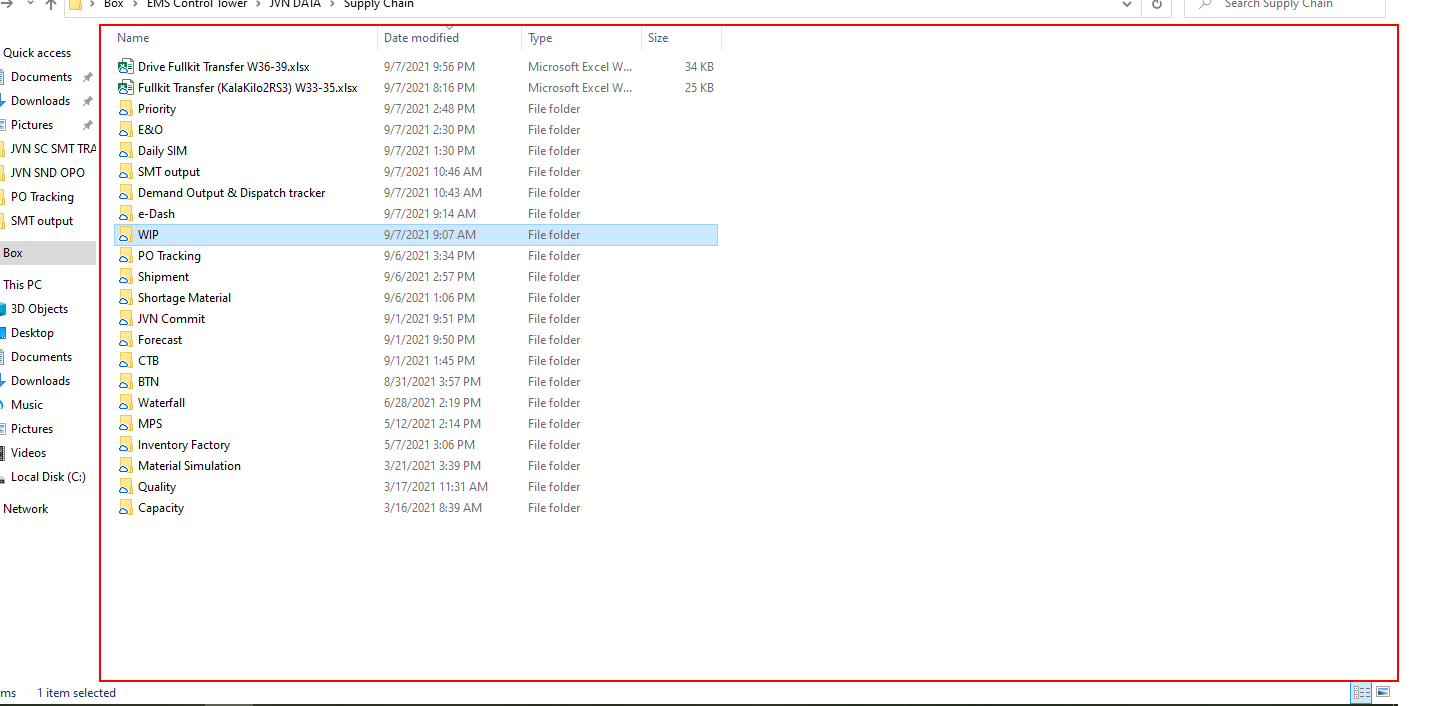 Box > EMS Control Tower > JVN DATA > Supply Chain
Search Supply Chain
Quick access
Documents
Downloads
Pictures
JVN SC SMT TRA
JVN SND OPO
PO Tracking
SMT output
Box
This PC
3D Objects
Desktop
Documents
Downloads
Music
Pictures
Videos
Local Disk (C:)
Network
Name Date modified Type Size
Drive Fullkit Transfer W36-39.xlsx 9/7/2021 9:56 PM Microsoft Excel W... 34 KB
Fullkit Transfer (KalaKilo2RS3) W33-35.xlsx 9/7/2021 8:16 PM Microsoft Excel W... 25 KB
Priority 9/7/2021 2:48 PM File folder
E&O 9/7/2021 2:30 PM File folder
Daily SIM 9/7/2021 1:30 PM File folder
SMT output 9/7/2021 10:46 AM File folder
Demand Output & Dispatch tracker 9/7/2021 10:43 AM File folder
e-Dash 9/7/2021 9:14 AM File folder
WIP 9/7/2021 9:07 AM File folder
PO Tracking 9/6/2021 3:34 PM File folder
Shipment 9/6/2021 2:57 PM File folder
Shortage Material 9/6/2021 1:06 PM File folder
JVN Commit 9/1/2021 9:51 PM File folder
Forecast 9/1/2021 9:50 PM File folder
CTB 9/1/2021 1:45 PM File folder
BTN 8/31/2021 3:57 PM File folder
Waterfall 6/28/2021 2:19 PM File folder
MPS 5/12/2021 2:14 PM File folder
Inventory Factory 5/7/2021 3:06 PM File folder
Material Simulation 3/21/2021 3:39 PM File folder
Quality 3/17/2021 11:31 AM File folder
Capacity 3/16/2021 8:39 AM File folder
ms 1 item selected